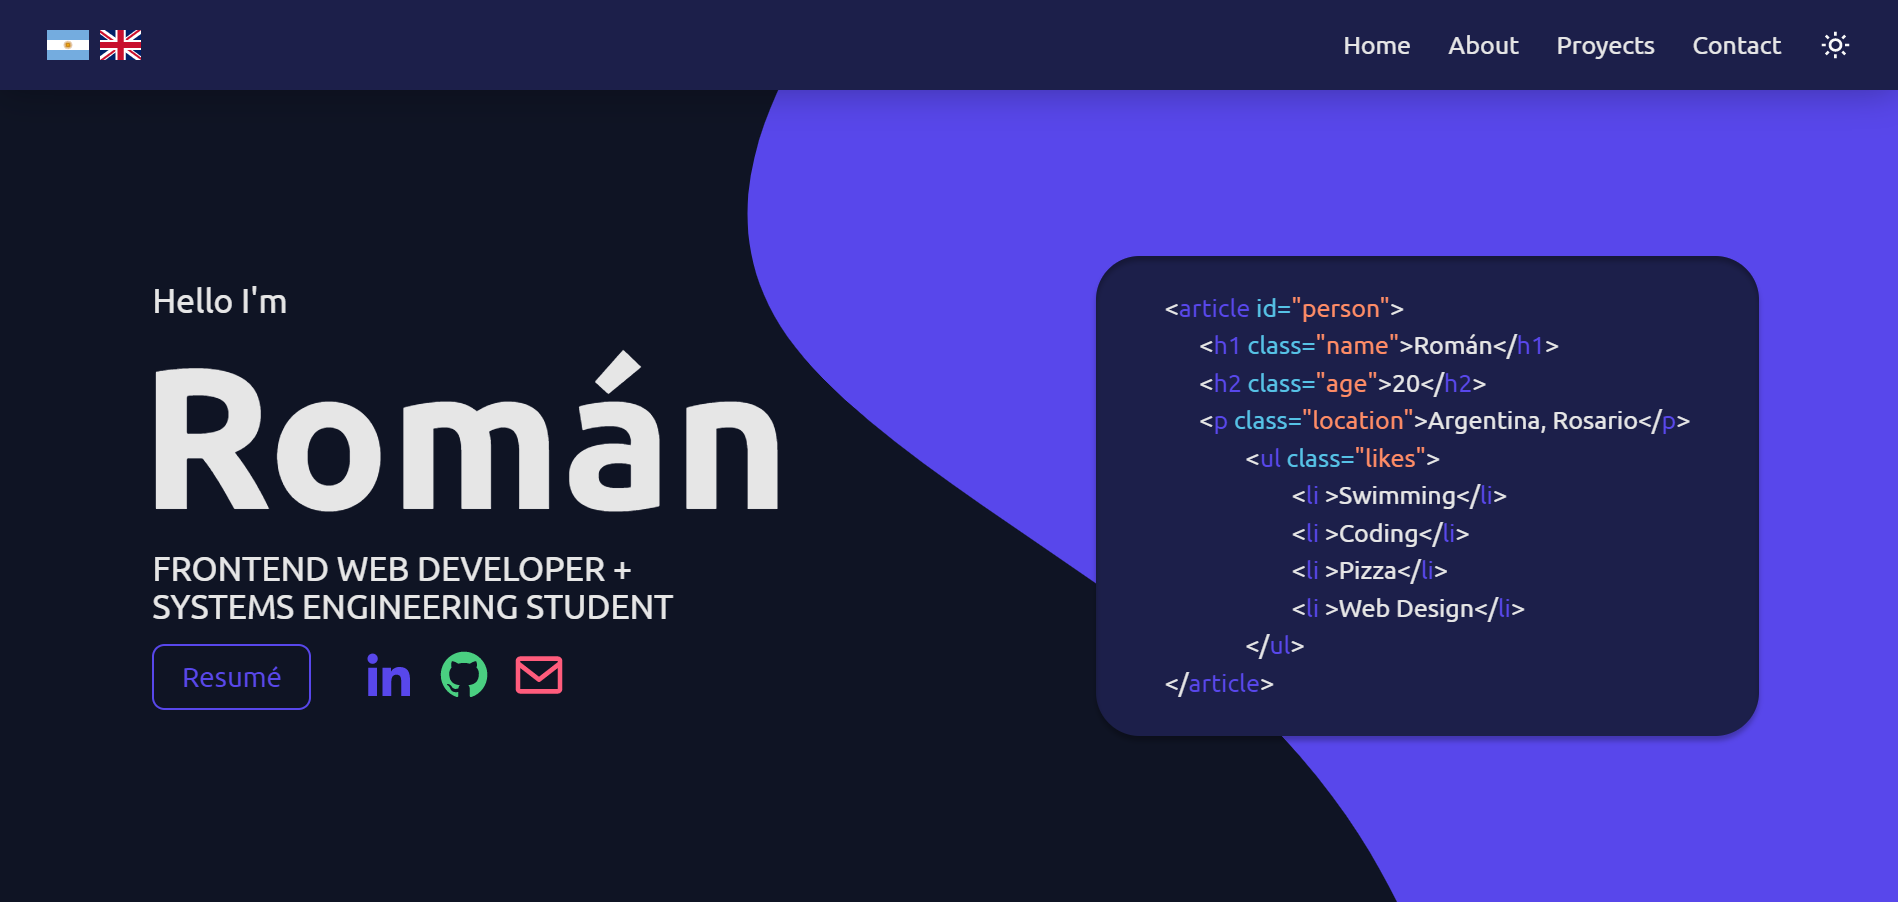 Home About Proyects Contact
Hello I'm
Román
FRONTEND WEB DEVELOPER +
SYSTEMS ENGINEERING STUDENT
Resumé in
<article id="person">
<h1 class="name">Román</h1>
<h2 class="age">20</h2>
<p class="location">Argentina, Rosario</p>
<ul class="likes">
<li >Swimming</li>
<li >Coding</li>
<li >Pizza</li>
<li >Web Design</li>
</ul>
</article>